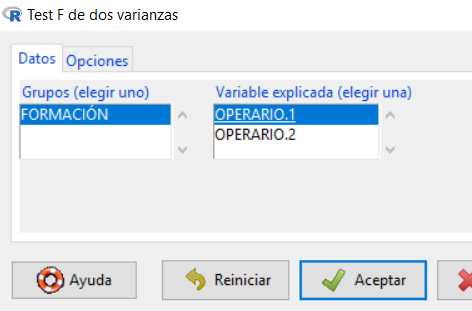 Test F de dos varianzas
Datos
Opciones
Grupos (elegir uno)
Variable explicada (elegir una)
FORMACIÓN
OPERARIO.1
OPERARIO.2
Ayuda
Reiniciar
Aceptar